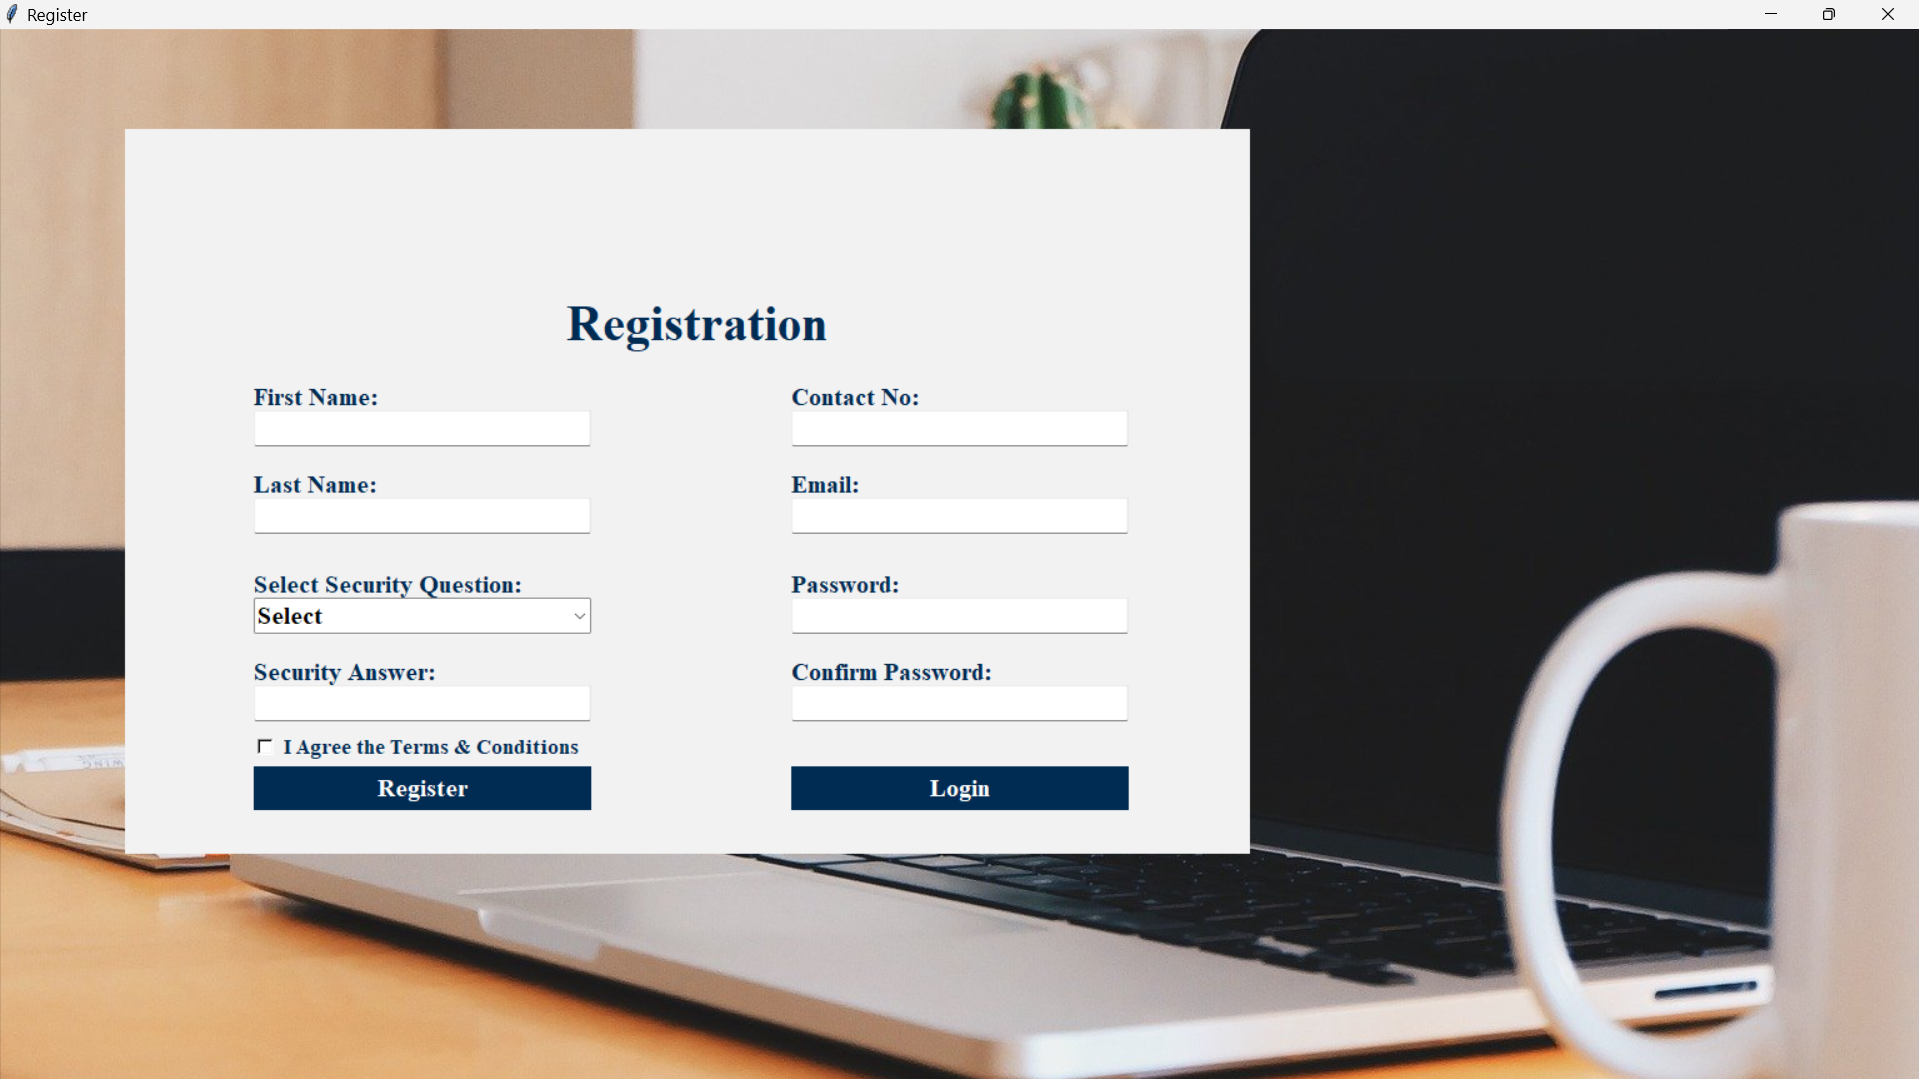 Register
Registration
First Name:
Contact No:
Last Name:
Email:
Select Security Question:
Password:
Select
Security Answer:
Confirm Password:
I Agree the Terms & Conditions
Register
Login